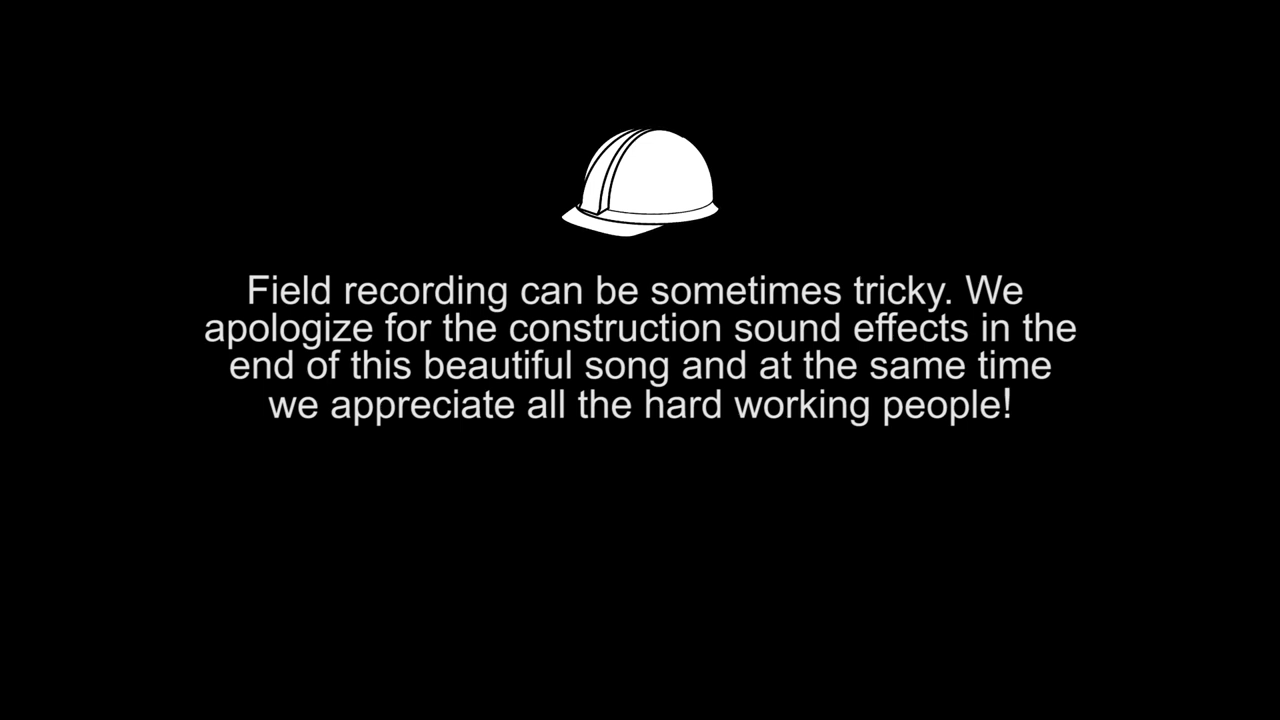 Field recording can be sometimes tricky. We
apologize for the construction sound effects in the
end of this beautiful song and at the same time
we appreciate all the hard working people!